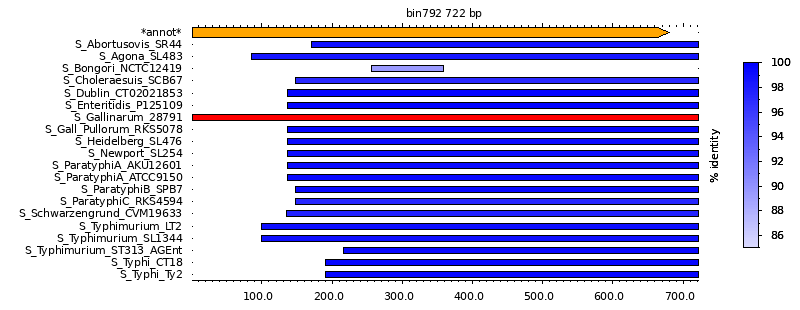 bin792 722 bp
*annot*
S_Abortusovis_SR44
S_Agona_SL483
S_Bongori_NCTC12419
S_Choleraesuis_SCB67
S_Dublin_CT02021853
S_Enteritidis_P125109
S_Gallinarum_28791
S_Gall_Pullorum_RKS5078
S_Heidelberg_SL476
S_Newport_SL254
S_ParatyphiA_AKU12601
S_ParatyphiA_ATCC9150
S_ParatyphiB_SPB7
S_ParatyphiC_RKS4594
S_Schwarzengrund_CVM19633
S_Typhimurium_LT2
S_Typhimurium_SL1344
S_Typhimurium_ST313_AGEnt
S_Typhi_CT18
S_Typhi_Ty2
100.0 200.0 300.0 400.0 500.0 600.0 700.0
100
98
96
94
92
90
88
86
% identity